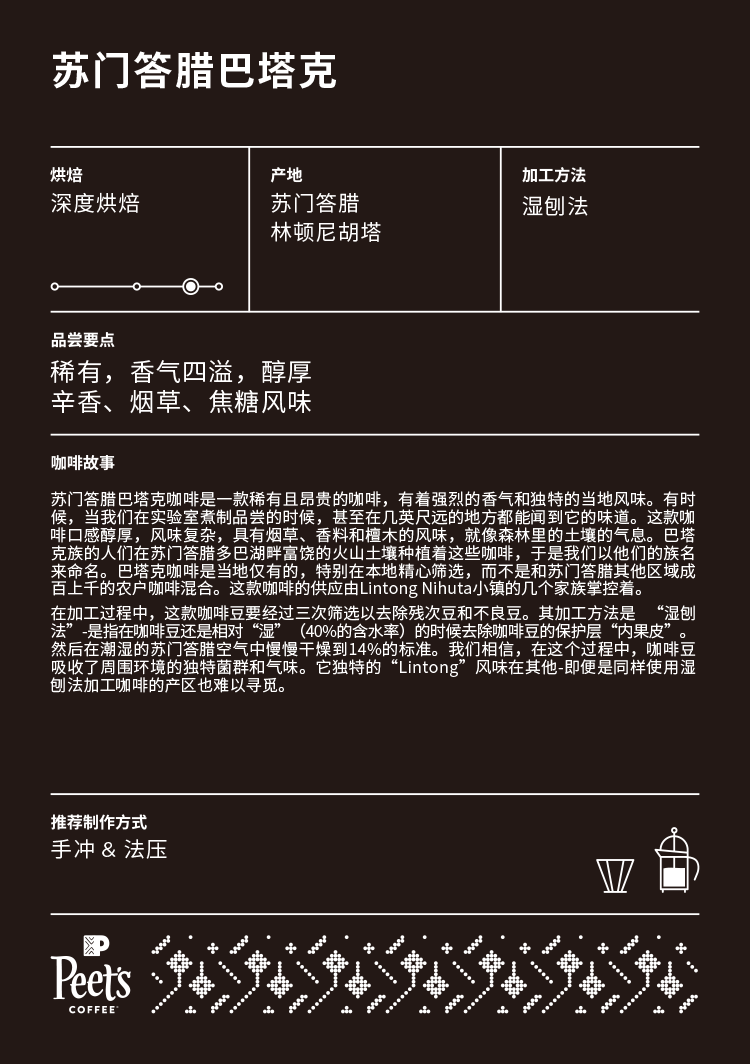 苏门答腊巴塔克
烘焙
深度烘焙
产地
苏门答腊
林顿尼胡塔
加工方法
湿刨法
品尝要点
稀有，香气四溢，醇厚
辛香、烟草、焦糖风味
咖啡故事
苏门答腊巴塔克咖啡是一款稀有且昂贵的咖啡，有着强烈的香气和独特的当地风味。有时
候，当我们在实验室煮制品尝的时候，甚至在几英尺远的地方都能闻到它的味道。这款咖
啡口感醇厚，风味复杂，具有烟草、香料和檀木的风味，就像森林里的土壤的气息。巴塔
克族的人们在苏门答腊多巴湖畔富饶的火山土壤种植着这些咖啡，于是我们以他们的族名
来命名。巴塔克咖啡是当地仅有的，特别在本地精心筛选，而不是和苏门答腊其他区域成
百上千的农户咖啡混合。这款咖啡的供应由Lintong Nihuta小镇的几个家族掌控着。
在加工过程中，这款咖啡豆要经过三次筛选以去除残次豆和不良豆。其加工方法是 “湿刨
法” -是指在咖啡豆还是相对“湿”（40%的含水率）的时候去除咖啡豆的保护层“内果皮”。
然后在潮湿的苏门答腊空气中慢慢干燥到14%的标准。我们相信，在这个过程中，咖啡豆
吸收了周围环境的独特菌群和气味。它独特的“Lintong”风味在其他-即便是同样使用湿
刨法加工咖啡的产区也难以寻觅。
推荐制作方式
手冲 & 法压
P
Peet's
COFFEE